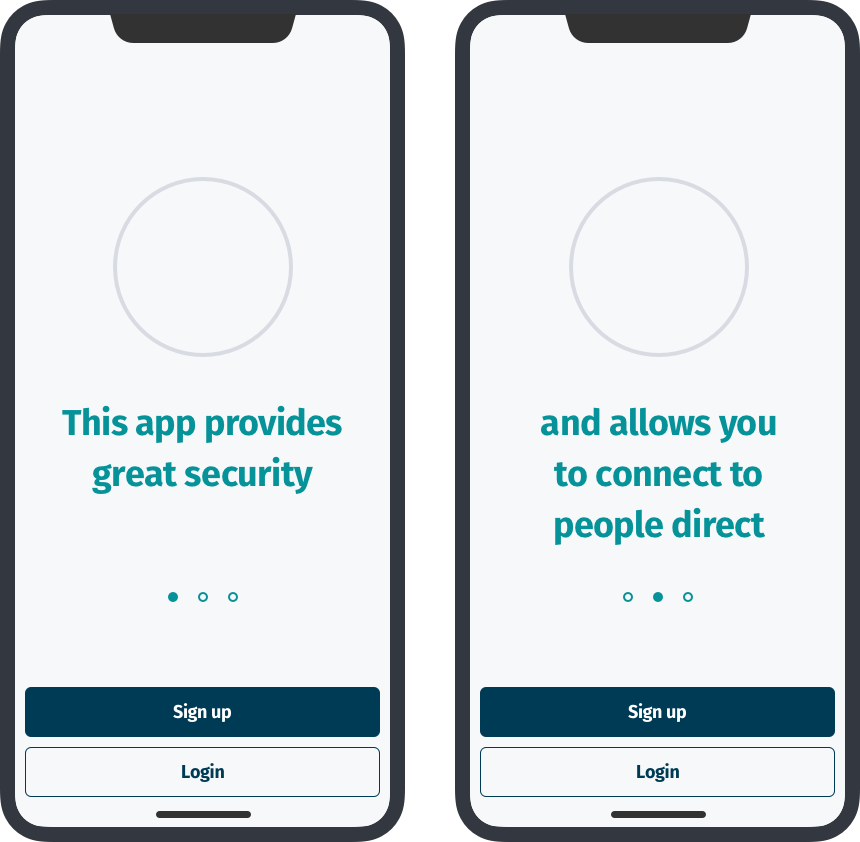 This app provides
great security
Sign up
Login
and allows you
to connect to
people direct
Sign up
Login